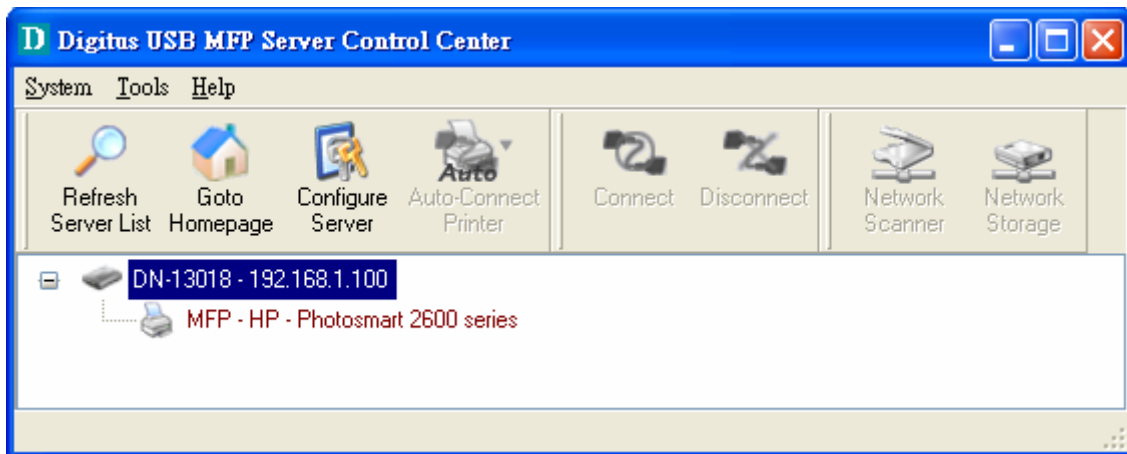 D Digitus USB MFP Server Control Center
System Tools Help
Auto
Refresh Server List
Goto Homepage
Configure Server
Auto-Connect Printer
Connect
Disconnect
Network Scanner
Network Storage
DN-13018 - 192.168.1.100
MFP - HP - Photosmart 2600 series